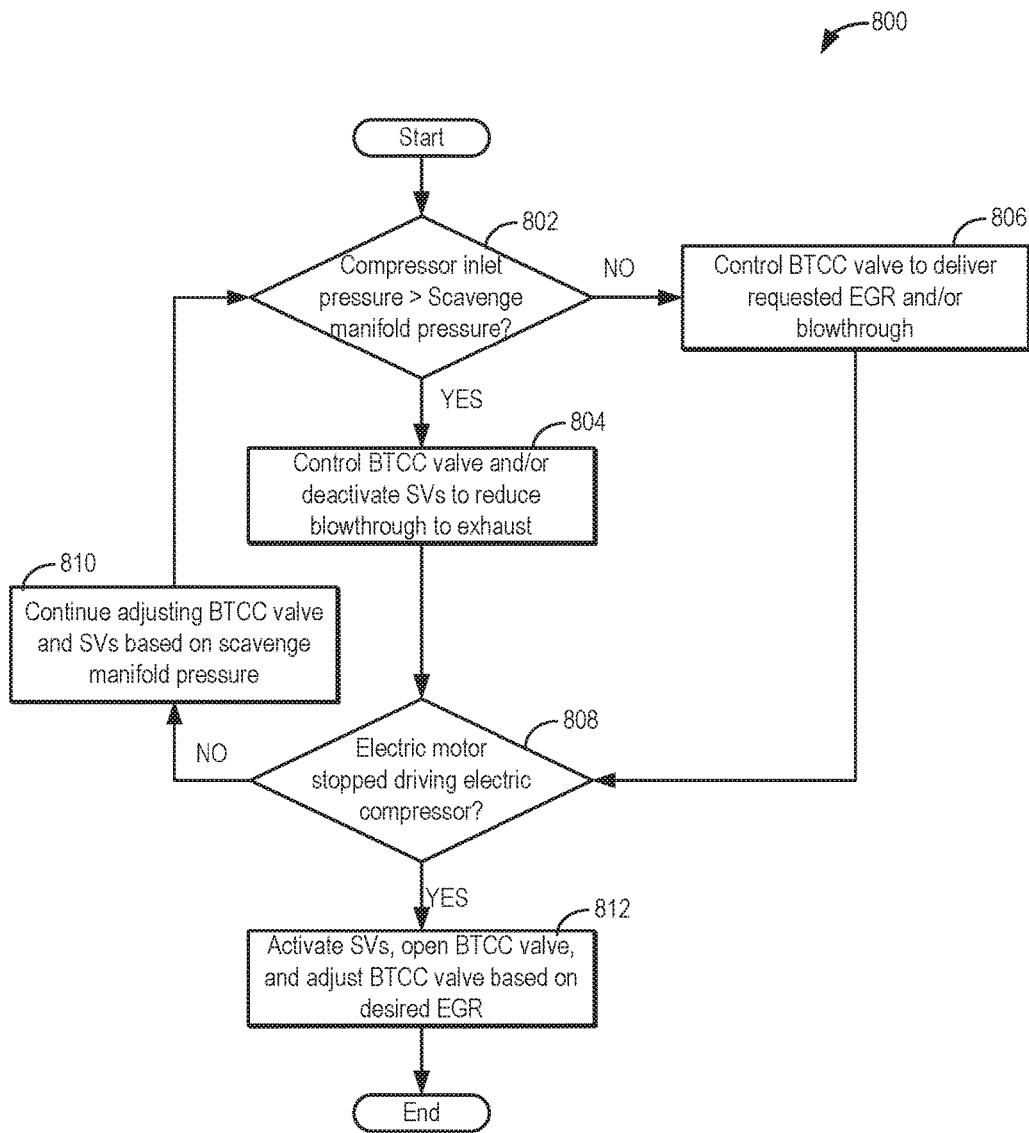 800
Start
802
Compressor inlet
pressure > Scavenge
manifold pressure?
NO
806
Control BTCC valve to deliver
requested EGR and/or
blowthrough
YES
804
Control BTCC valve and/or
deactivate SVs to reduce
blowthrough to exhaust
810
Continue adjusting BTCC valve
and SVs based on scavenge
manifold pressure
808
Electric motor
stopped driving electric
compressor?
NO
YES
812
Activate SVs, open BTCC valve,
and adjust BTCC valve based on
desired EGR
End